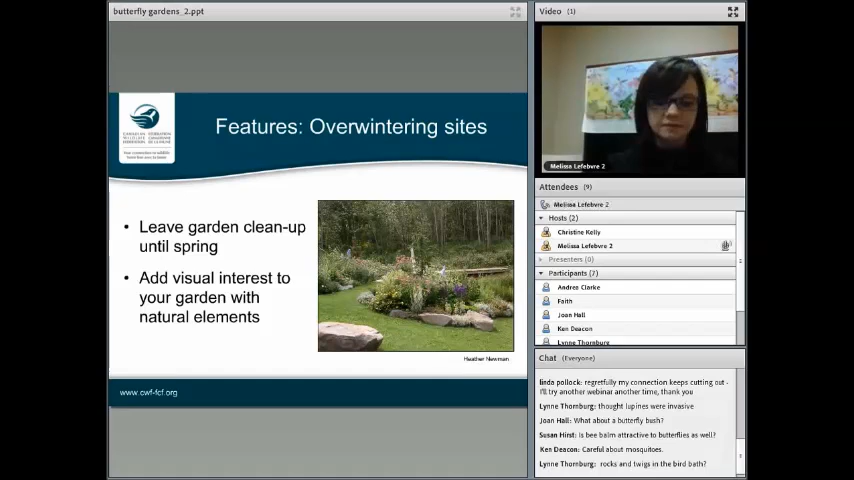 butterfly gardens_2.ppt
Features: Overwintering sites
• Leave garden clean-up
until spring
• Add visual interest to
your garden with
natural elements
Heather Newman
www.cwf-fcf.org
Video (1)
Melissa Lefebvre 2
Attendees (9)
Melissa Lefebvre 2
Hosts (2)
Christine Kelly
Melissa Lefebvre 2
Presenters (0)
Participants (7)
Andrea Clarke
Faith
Joan Hall
Ken Deacon
Lynne Thornburg
Chat (Everyone)
linda pollock: regretfully my connection keeps cutting out -
I'll try another webinar another time, thank you
Lynne Thornburg: thought lupines were invasive
Joan Hall: What about a butterfly bush?
Susan Hirst: Is bee balm attractive to butterflies as well?
Ken Deacon: Careful about mosquitoes.
Lynne Thornburg: rocks and twigs in the bird bath?